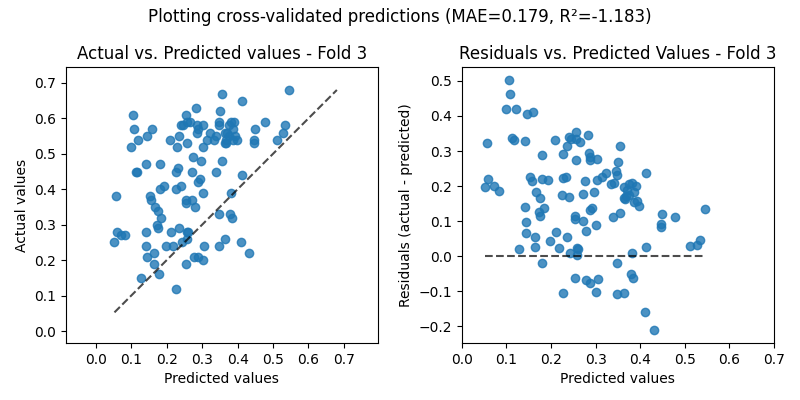 Plotting cross-validated predictions (MAE=0.179, R²=-1.183)
Actual vs. Predicted values - Fold 3
Actual values
0.7
0.6
0.5
0.4
0.3
0.2
0.1
0.0
0.0 0.1 0.2 0.3 0.4 0.5 0.6 0.7
Predicted values
Residuals vs. Predicted Values - Fold 3
Residuals (actual - predicted)
0.5
0.4
0.3
0.2
0.1
0.0
−0.1
−0.2
0.0 0.1 0.2 0.3 0.4 0.5 0.6 0.7
Predicted values